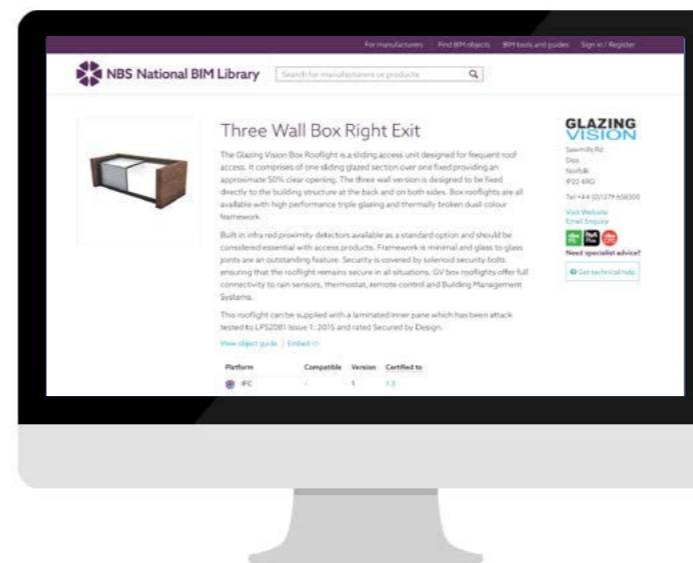 For manufacturers Find BIM objects BIM tools and guides Sign in / Register
NBS National BIM Library
Search for manufacturers or products
Three Wall Box Right Exit
The Glazing Vision Box Rooflight is a sliding access unit designed for frequent roof
access. It comprises of one sliding glazed section over one fixed providing an
approximate 50% clear opening. The three wall version is designed to be fixed
directly to the building structure at the back and on both sides. Box rooflights are all
available with high performance triple glazing and thermally broken dual colour
framework.
Built in infra red proximity detectors available as a standard option and should be
considered essential with access products. Framework is minimal and glass to glass
joints are an outstanding feature. Security is covered by solenoid security bolts
ensuring that the rooflight remains secure in all situations. GV box rooflights offer full
connectivity to rain sensors, thermostat, remote control and Building Management
Systems.
This rooflight can be supplied with a laminated inner pane which has been attack
tested to LPS2081 Issue 1: 2015 and rated Secured by Design.
View object guide | Embed <>
Platform Compatible Version Certified to
IFC - 1 1.3
GLAZING
VISION
Sawmills Rd
Diss
Norfolk
IP22 4RG
Tel +44 (0)1379 658300
Visit Website
Email Enquiry
Need specialist advice?
Get technical help